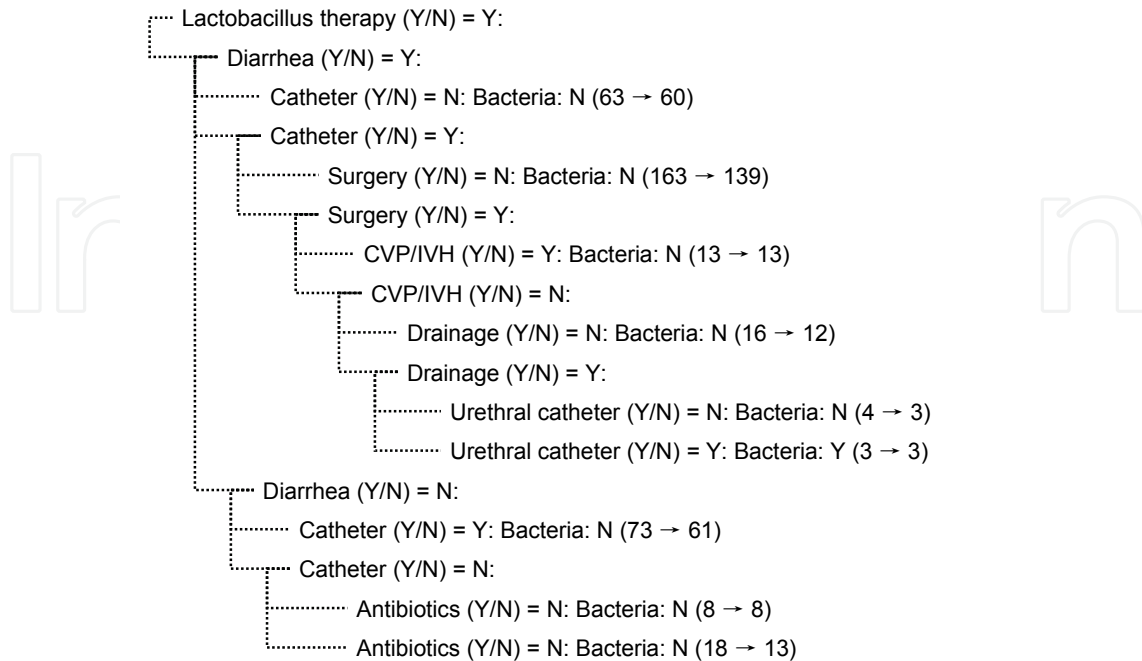 Lactobacillus therapy (Y/N) = Y:
Diarrhea (Y/N) = Y:
Catheter (Y/N) = N: Bacteria: N (63 → 60)
Catheter (Y/N) = Y:
Surgery (Y/N) = N: Bacteria: N (163 → 139)
Surgery (Y/N) = Y:
CVP/IVH (Y/N) = Y: Bacteria: N (13 → 13)
CVP/IVH (Y/N) = N:
Drainage (Y/N) = N: Bacteria: N (16 → 12)
Drainage (Y/N) = Y:
Urethral catheter (Y/N) = N: Bacteria: N (4 → 3)
Urethral catheter (Y/N) = Y: Bacteria: Y (3 → 3)
Diarrhea (Y/N) = N:
Catheter (Y/N) = Y: Bacteria: N (73 → 61)
Catheter (Y/N) = N:
Antibiotics (Y/N) = N: Bacteria: N (8 → 8)
Antibiotics (Y/N) = N: Bacteria: N (18 → 13)